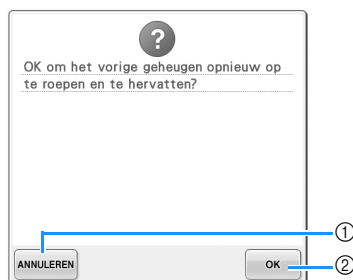 ?
OK om het vorige geheugen opnieuw op
te roepen en te hervatten?
①
ANNULEREN OK ②